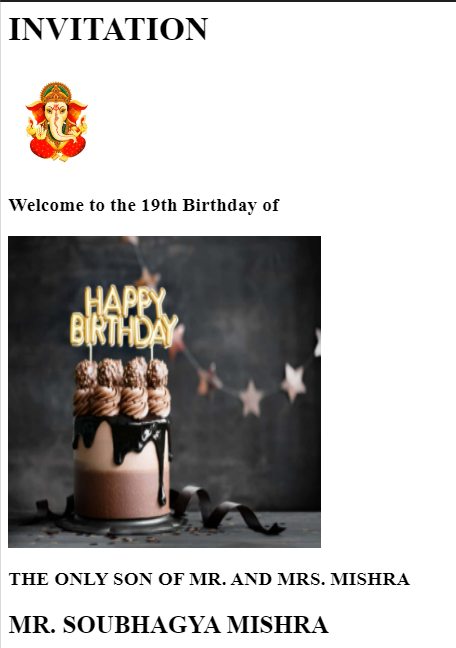 INVITATION
Welcome to the 19th Birthday of
HAPPY
BIRTHDAY
THE ONLY SON OF MR. AND MRS. MISHRA
MR. SOUBHAGYA MISHRA